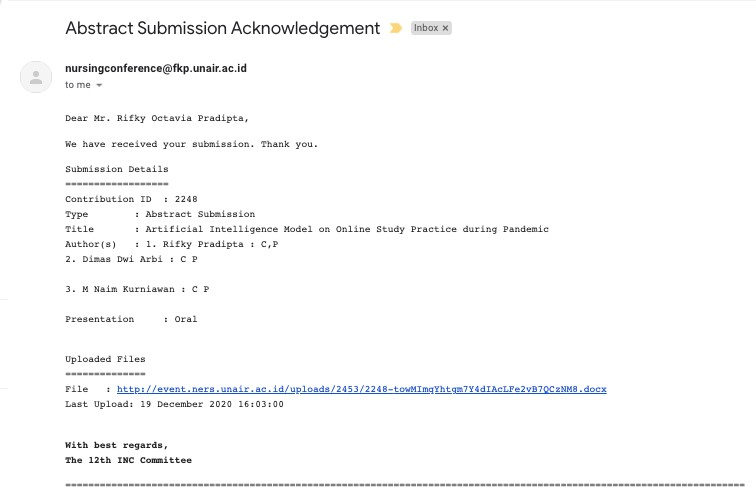 Abstract Submission Acknowledgement Inbox ×
nursingconference@fkp.unair.ac.id
to me
Dear Mr. Rifky Octavia Pradipta,
We have received your submission. Thank you.
Submission Details
==================
Contribution ID : 2248
Type : Abstract Submission
Title : Artificial Intelligence Model on Online Study Practice during Pandemic
Author(s) : 1. Rifky Pradipta : C,P
2. Dimas Dwi Arbi : C P
3. M Naim Kurniawan : C P
Presentation : Oral
Uploaded Files
==============
File : http://event.ners.unair.ac.id/uploads/2453/2248-towMImqYhtgm7Y4dIAcLFe2vB7QCzNM8.docx
Last Upload: 19 December 2020 16:03:00
With best regards,
The 12th INC Committee